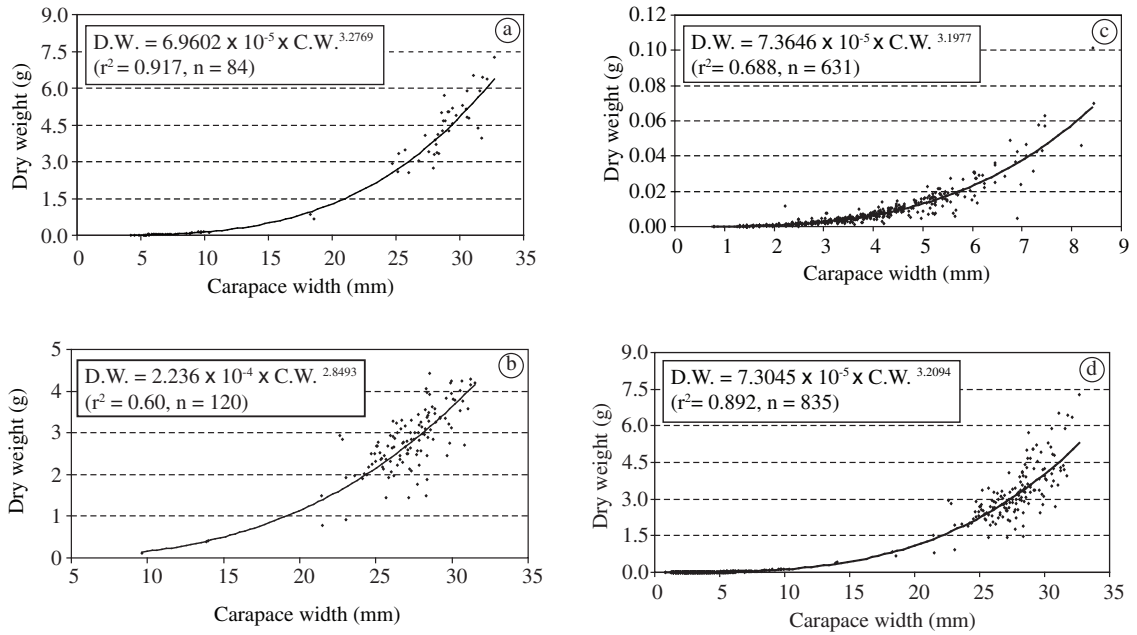 a
D.W. = 6.9602 x 10-5 x C.W. 3.2769
(r2 = 0.917, n = 84)
Dry weight (g)
9.0
7.5
6.0
4.5
3.0
1.5
0.0
0 5 10 15 20 25 30 35
Carapace width (mm)
c
D.W. = 7.3646 x 10-5 x C.W. 3.1977
(r2 = 0.688, n = 631)
Dry weight (g)
0.12
0.10
0.08
0.06
0.04
0.02
0.00
0 1 2 3 4 5 6 7 8 9
Carapace width (mm)
b
D.W. = 2.236 x 10-4 x C.W. 2.8493
(r2 = 0.60, n = 120)
Dry weight (g)
5
4
3
2
1
0
5 10 15 20 25 30 35
Carapace width (mm)
d
D.W. = 7.3045 x 10-5 x C.W. 3.2094
(r2= 0.892, n = 835)
Dry weight (g)
9.0
7.5
6.0
4.5
3.0
1.5
0.0
0 5 10 15 20 25 30 35
Carapace width (mm)